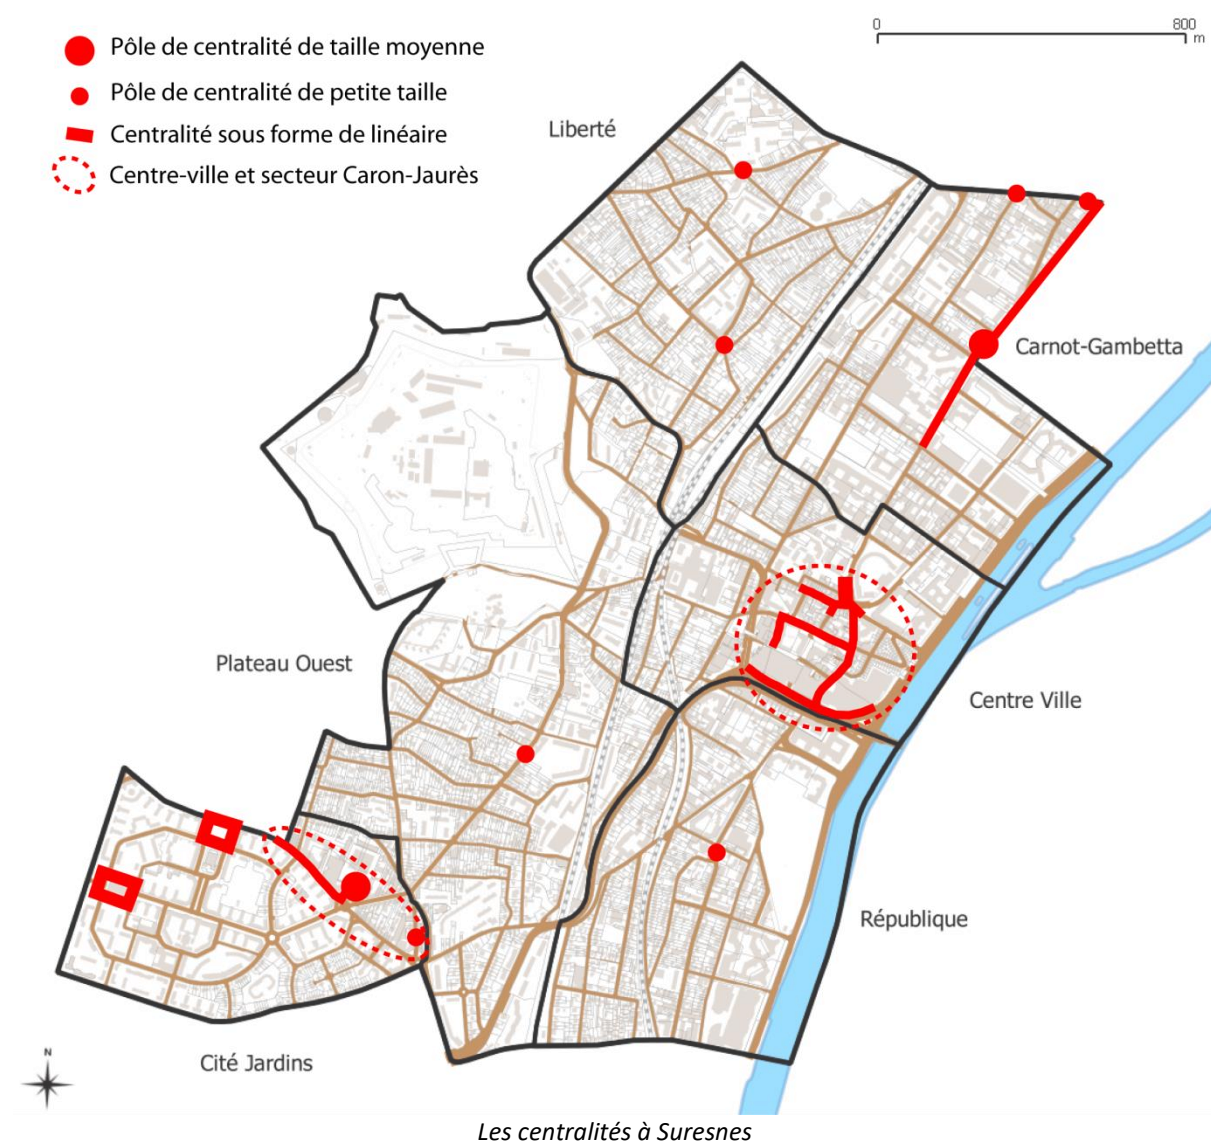 0 800
m
Pôle de centralité de taille moyenne
Pôle de centralité de petite taille
Centralité sous forme de linéaire
Centre-ville et secteur Caron-Jaurès
Liberté
Carnot-Gambetta
Plateau Ouest
Centre Ville
République
Cité Jardins
N
Les centralités à Suresnes